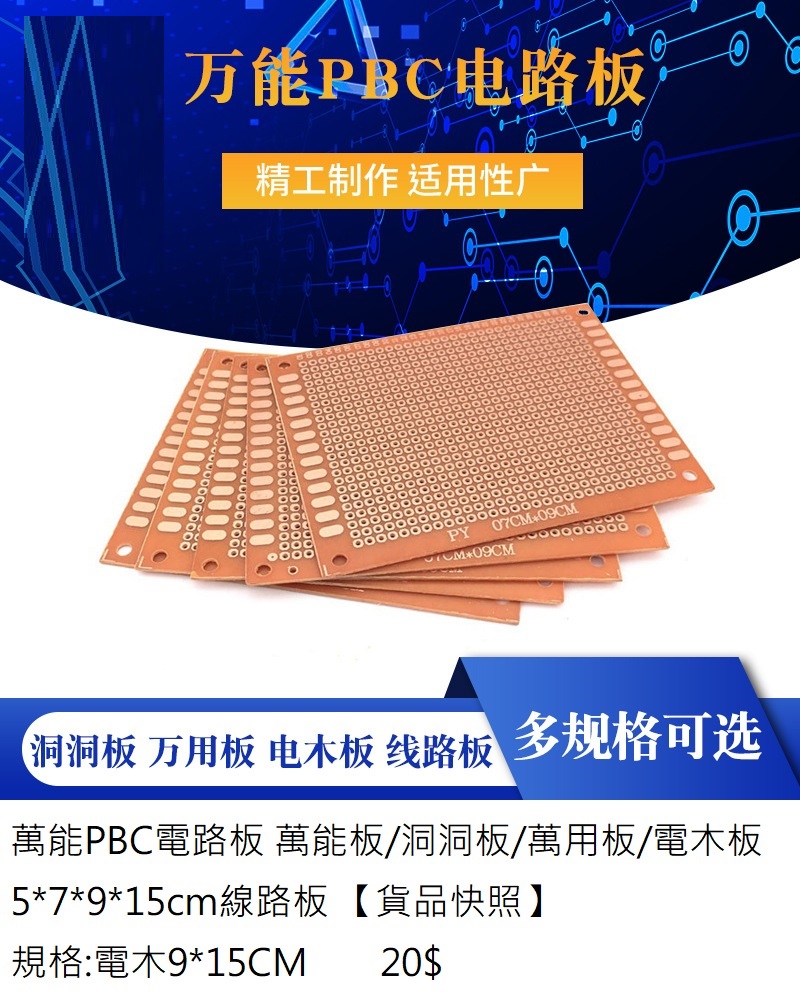 万能PBC电路板
精工制作 适用性广
PY 07CM*09CM
07CM*09CM
洞洞板 万用板 电木板 线路板
多规格可选
萬能PBC電路板 萬能板/洞洞板/萬用板/電木板
5*7*9*15cm線路板 【貨品快照】
規格:電木9*15CM 20$